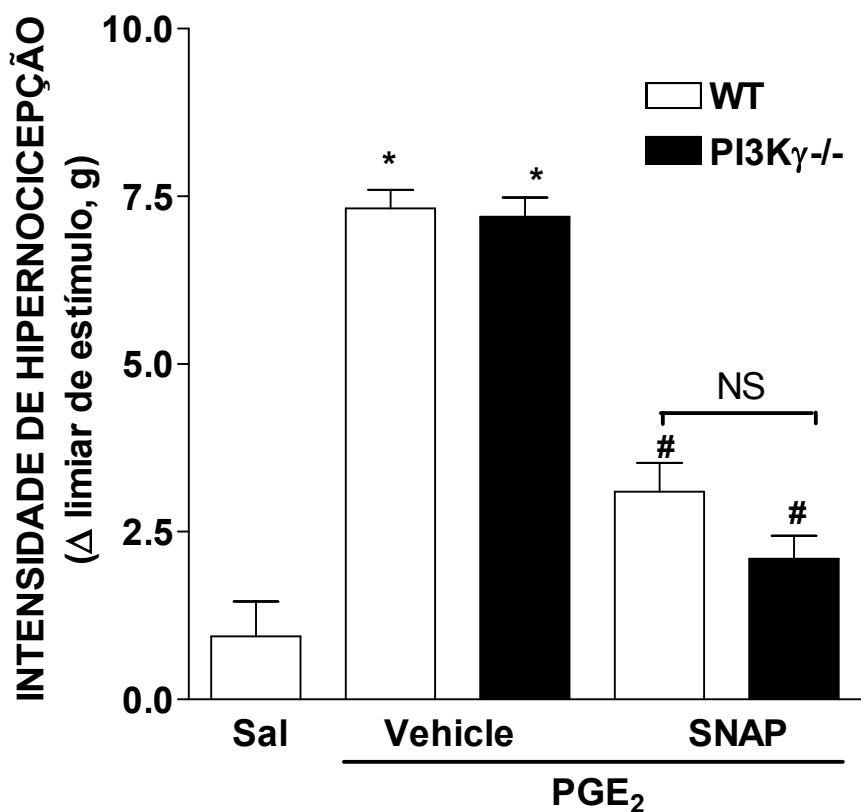 INTENSIDADE DE HIPERNOCICEPÇÃO
(Δ limiar de estímulo, g)
10.0
7.5
5.0
2.5
0.0
WT
PI3Kγ-/-
*
*
NS
#
#
Sal
Vehicle
SNAP
PGE₂